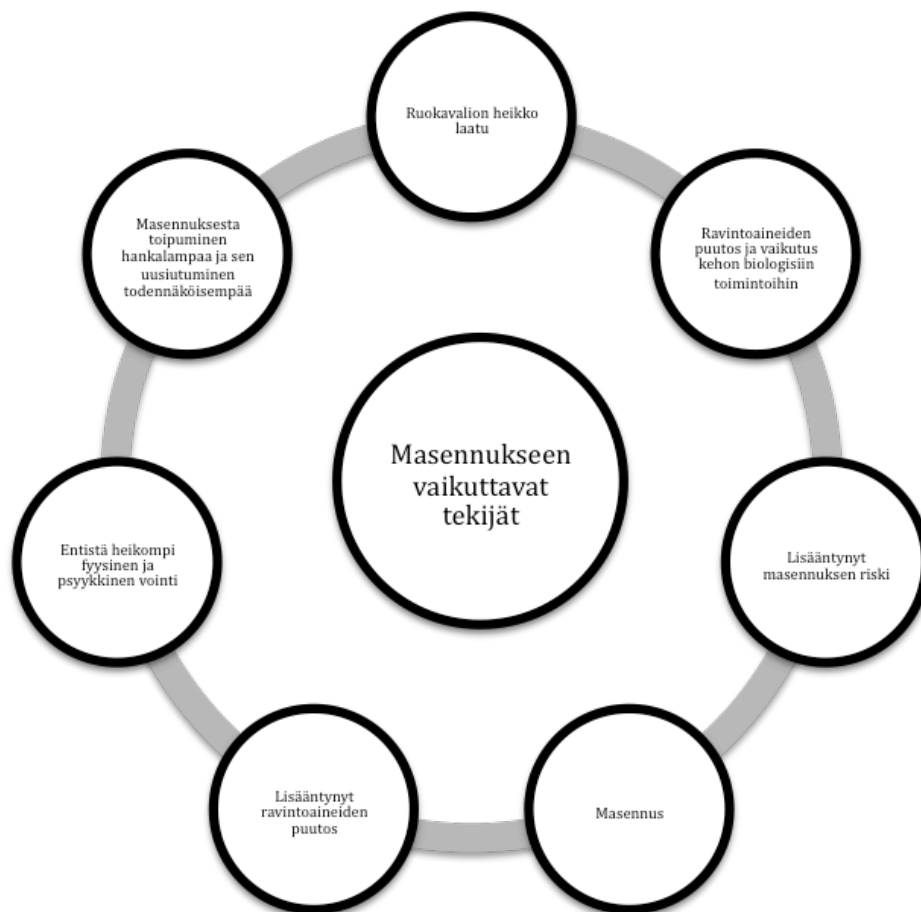 Ruokavalion heikko
laatu
Ravintoaineiden
puutos ja vaikutus
kehon biologisiin
toimintoihin
Lisääntynyt
masennuksen riski
Masennus
Lisääntynyt
ravintoaineiden
puutos
Entistä heikompi
fyysinen ja
psyykkinen vointi
Masennuksesta
toipuminen
hankalampaa ja sen
uusiutuminen
todennäköisempää
Masennukseen
vaikuttavat
tekijät